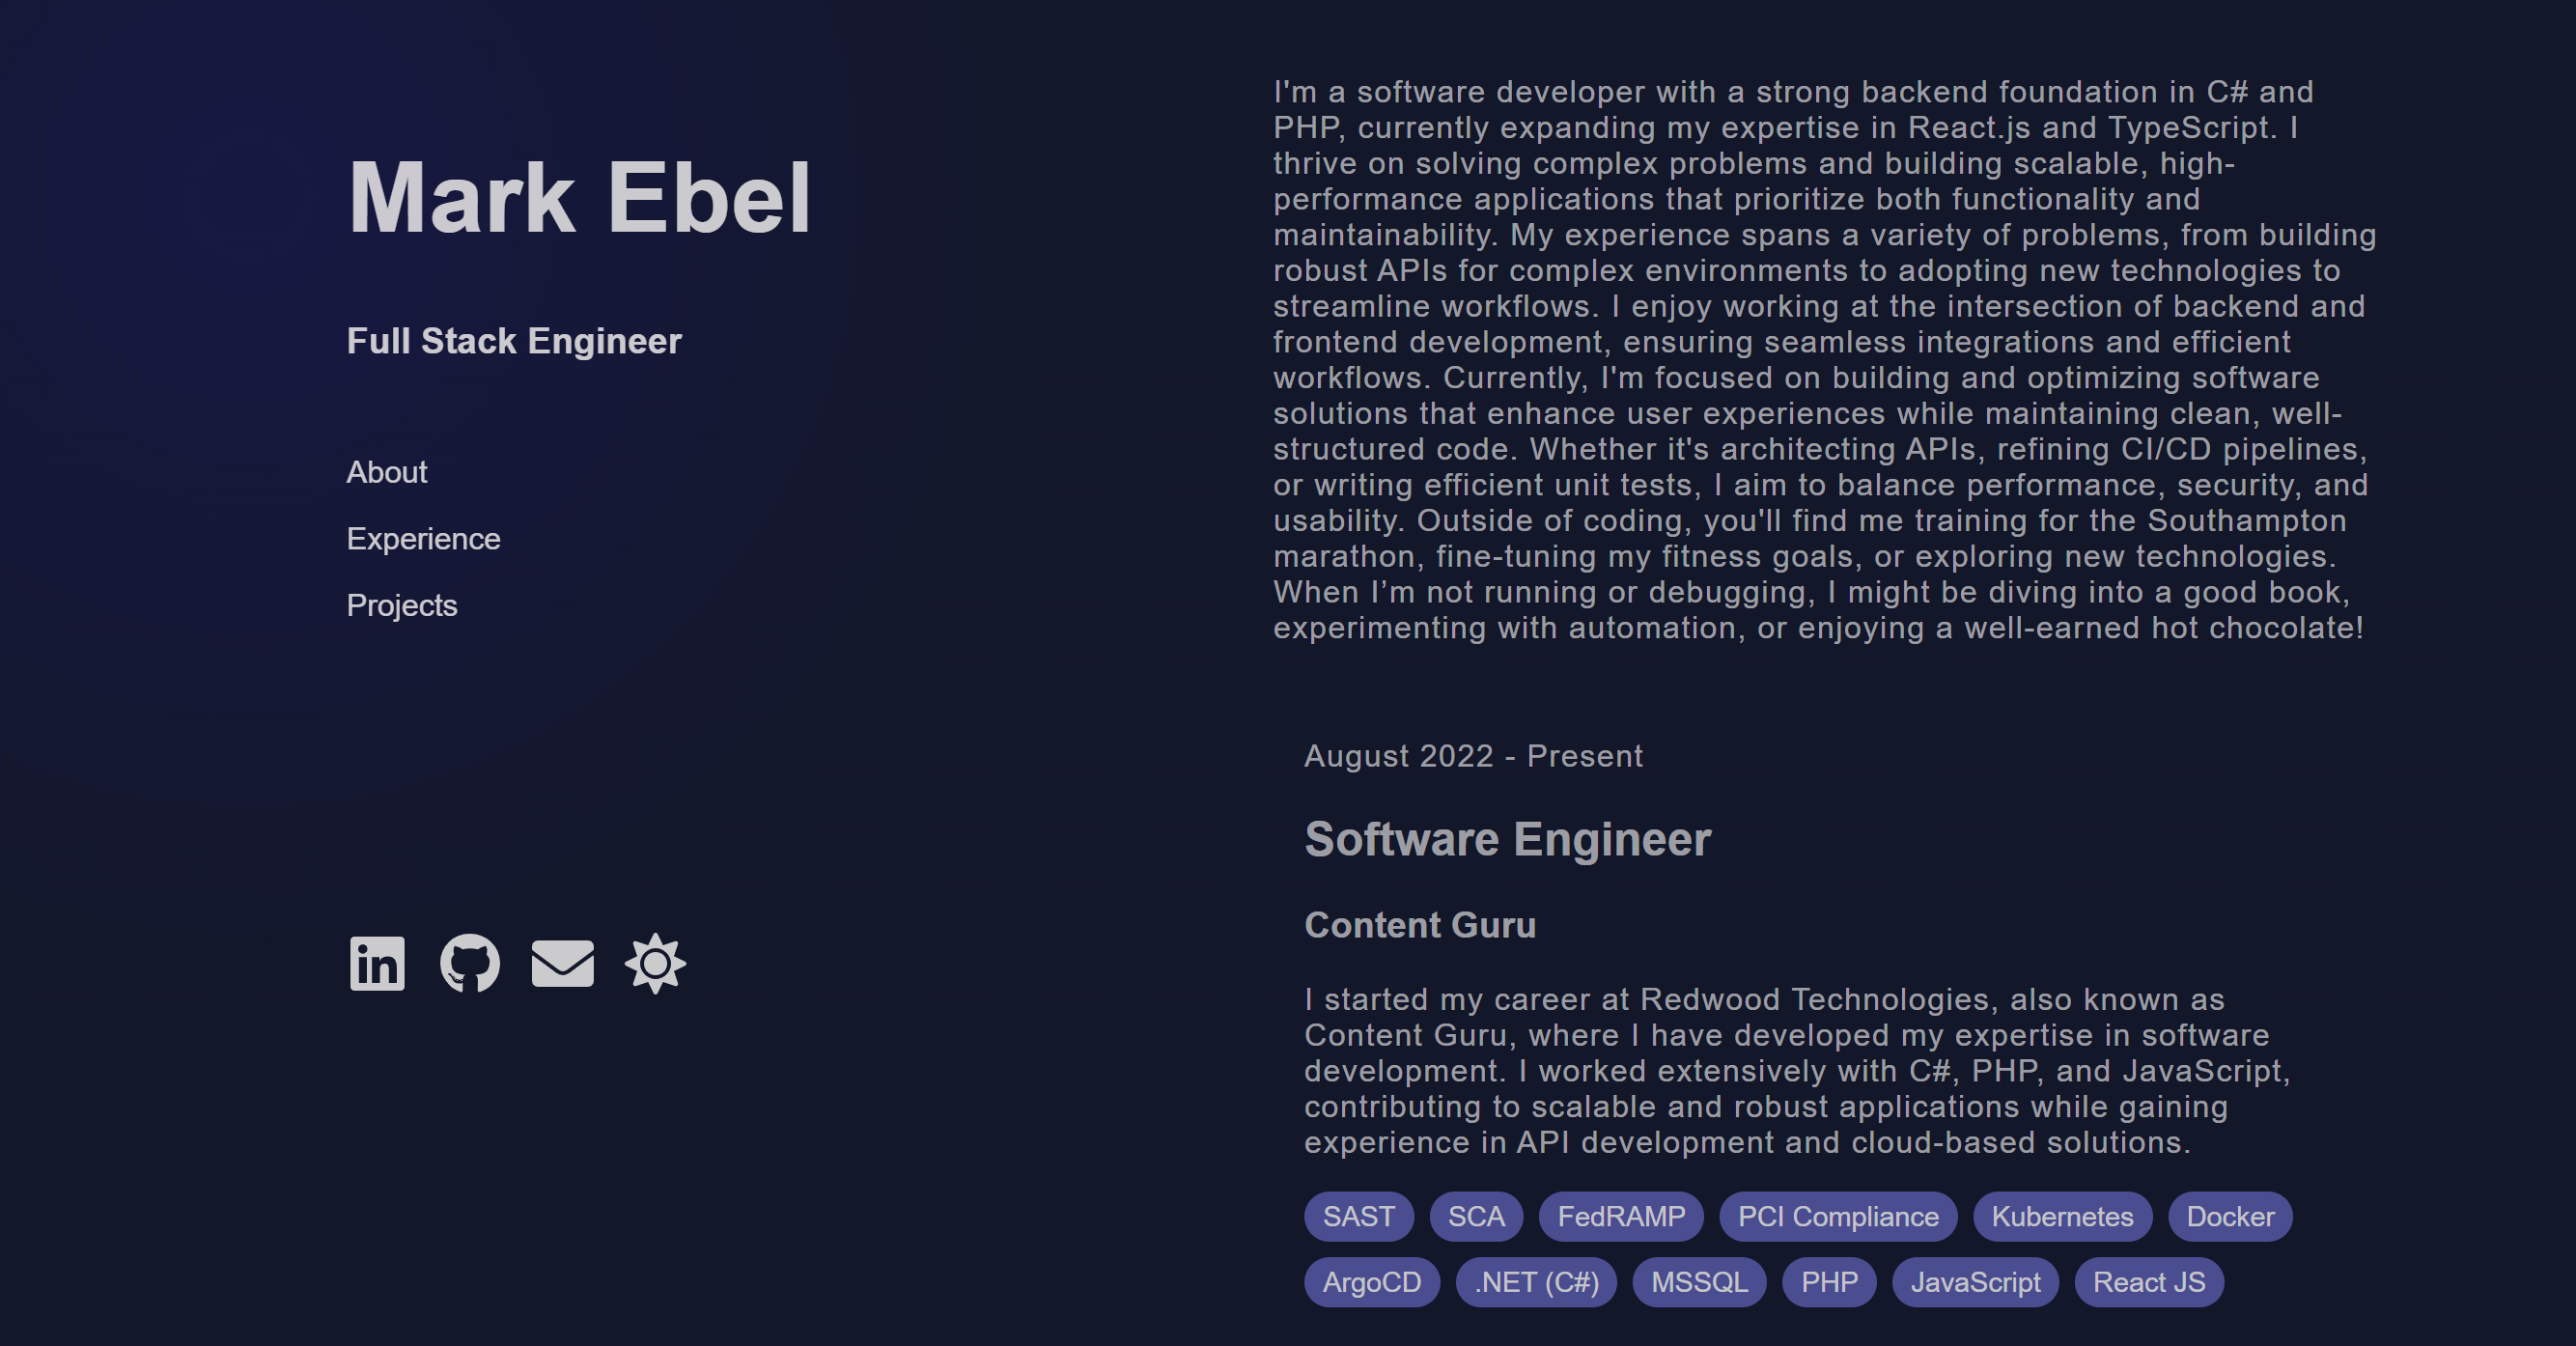 Mark Ebel
Full Stack Engineer
About
Experience
Projects
in
I'm a software developer with a strong backend foundation in C# and
PHP, currently expanding my expertise in React.js and TypeScript. I
thrive on solving complex problems and building scalable, high-
performance applications that prioritize both functionality and
maintainability. My experience spans a variety of problems, from building
robust APIs for complex environments to adopting new technologies to
streamline workflows. I enjoy working at the intersection of backend and
frontend development, ensuring seamless integrations and efficient
workflows. Currently, I'm focused on building and optimizing software
solutions that enhance user experiences while maintaining clean, well-
structured code. Whether it's architecting APIs, refining CI/CD pipelines,
or writing efficient unit tests, I aim to balance performance, security, and
usability. Outside of coding, you'll find me training for the Southampton
marathon, fine-tuning my fitness goals, or exploring new technologies.
When I’m not running or debugging, I might be diving into a good book,
experimenting with automation, or enjoying a well-earned hot chocolate!
August 2022 - Present
Software Engineer
Content Guru
I started my career at Redwood Technologies, also known as
Content Guru, where I have developed my expertise in software
development. I worked extensively with C#, PHP, and JavaScript,
contributing to scalable and robust applications while gaining
experience in API development and cloud-based solutions.
SAST SCA FedRAMP PCI Compliance Kubernetes Docker
ArgoCD .NET (C#) MSSQL PHP JavaScript React JS